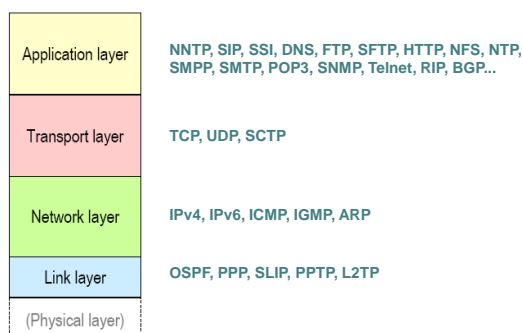 Application layer
NNTP, SIP, SSI, DNS, FTP, SFTP, HTTP, NFS, NTP,
SMPP, SMTP, POP3, SNMP, Telnet, RIP, BGP...
Transport layer
TCP, UDP, SCTP
Network layer
IPv4, IPv6, ICMP, IGMP, ARP
Link layer
OSPF, PPP, SLIP, PPTP, L2TP
(Physical layer)